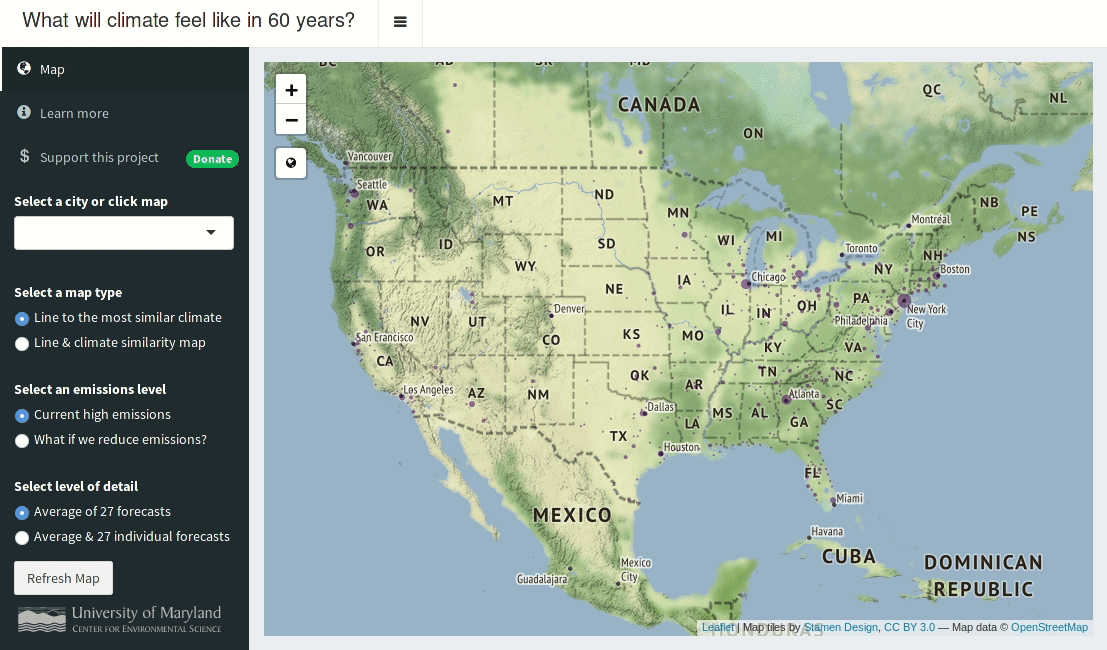 What will climate feel like in 60 years?
Map
Learn more
$ Support this project
Donate
Select a city or click map
Select a map type
Line to the most similar climate
Line & climate similarity map
Select an emissions level
Current high emissions
What if we reduce emissions?
Select level of detail
Average of 27 forecasts
Average & 27 individual forecasts
Refresh Map
University of Maryland
CENTER FOR ENVIRONMENTAL SCIENCE
+
−
BC
AB
SK
MB
CANADA
QC
NL
ON
Vancouver
Seattle
WA
MT
ND
MN
NB
PE
Montréal
NS
OR
ID
SD
WI
MI
Toronto
NH
NY
Boston
WY
IA
Chicago
NE
PA
OH
New York
City
Denver
IL
IN
Philadelphia
NV
UT
CO
KS
MO
San Francisco
KY
VA
CA
TN
NC
OK
Los Angeles
AZ
NM
AR
Atlanta
SC
Dallas
MS
AL
GA
LA
TX
Houston
FL
Miami
MEXICO
Havana
CUBA
DOMINICAN
REPUBLIC
Mexico
City
Guadalajara
HONDURAS
Leaflet | Map tiles by Stamen Design, CC BY 3.0 — Map data © OpenStreetMap